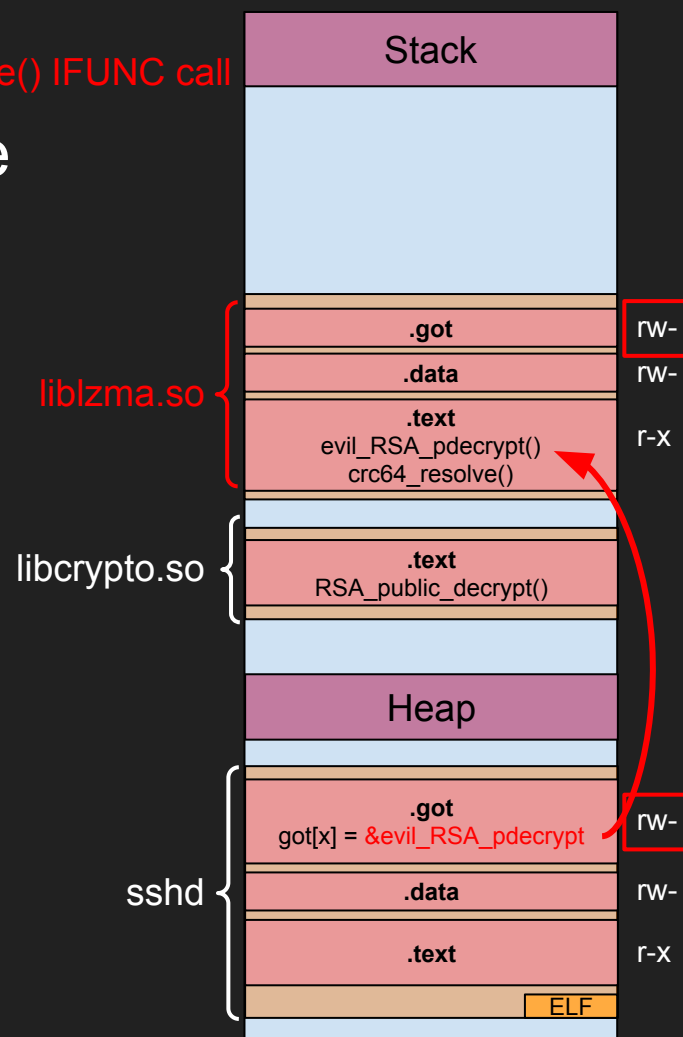 Stack
e() IFUNC call
e
.got
rw-
.data
rw-
liblzma.so
.text
evil_RSA_pdecrypt()
crc64_resolve()
r-x
libcrypto.so
.text
RSA_public_decrypt()
Heap
.got
got[x] = &evil_RSA_pdecrypt
rw-
sshd
.data
rw-
.text
r-x
ELF